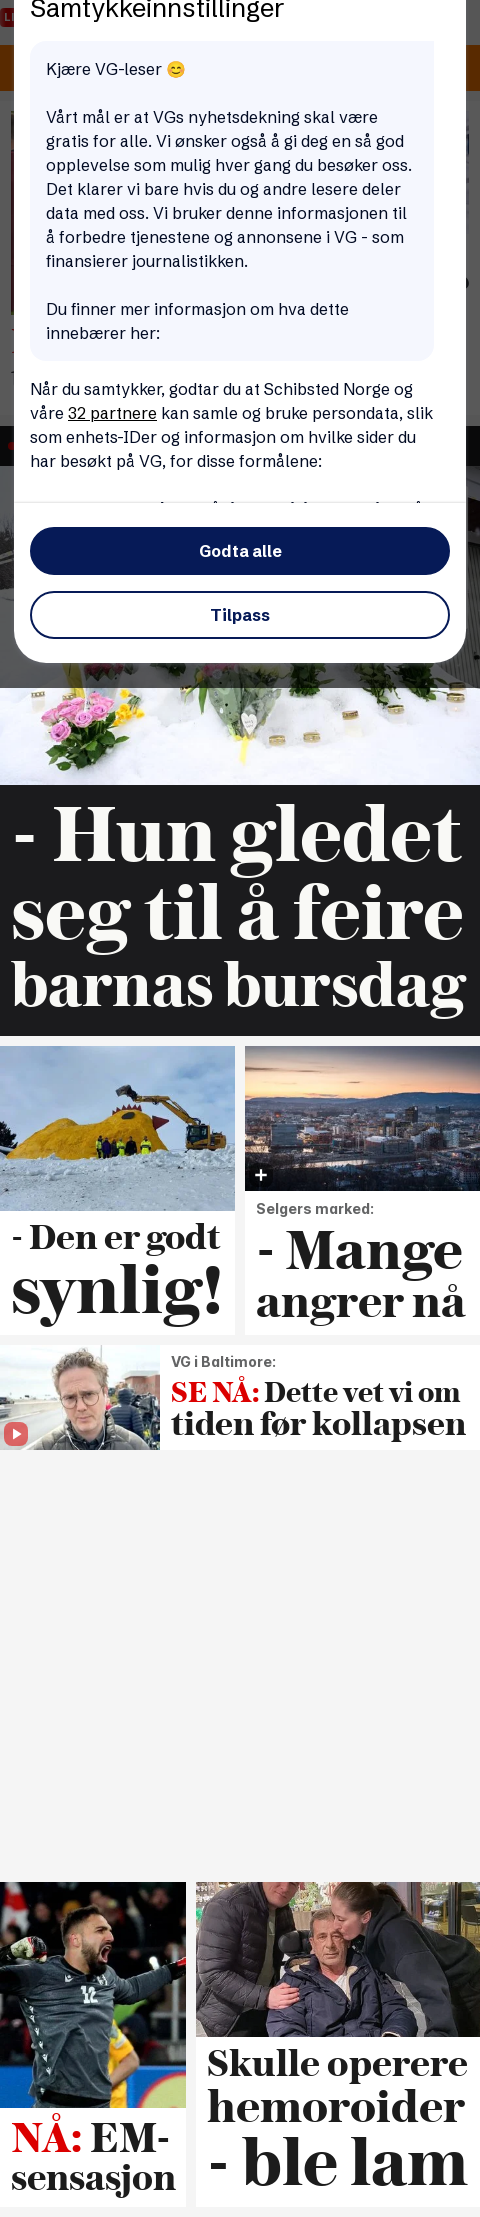 Samtykkeinnstillinger
Kjære VG-leser 😊
Vårt mål er at VGs nyhetsdekning skal være
gratis for alle. Vi ønsker også å gi deg en så god
opplevelse som mulig hver gang du besøker oss.
Det klarer vi bare hvis du og andre lesere deler
data med oss. Vi bruker denne informasjonen til
å forbedre tjenestene og annonsene i VG - som
finansierer journalistikken.
Du finner mer informasjon om hva dette
innebærer her:
Når du samtykker, godtar du at Schibsted Norge og
våre 32 partnere kan samle og bruke persondata, slik
som enhets-IDer og informasjon om hvilke sider du
har besøkt på VG, for disse formålene:
Godta alle
Tilpass
- Hun gledet
seg til å feire
barnas bursdag
- Den er godt
synlig!
Selgers marked:
- Mange
angrer nå
VG i Baltimore:
SE NÅ: Dette vet vi om
tiden før kollapsen
12
NÅ: EM-
sensasjon
Skulle operere
hemoroider
- ble lam